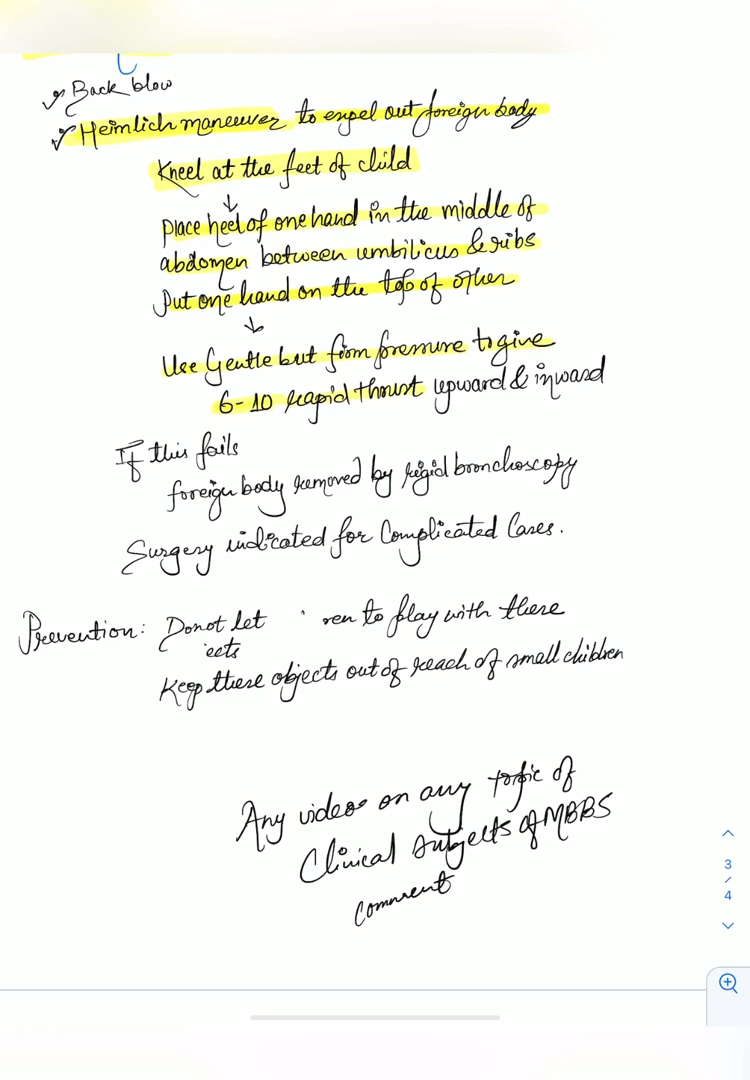 Back blow
Heimlich maneuver to expel out foreign body
Kneel at the feet of child
Place heel of one hand in the middle of
abdomen between umbilicus & ribs
Put one hand on the top of other
Use Gentle but firm pressure to give
6-10 rapid thrust upward & inward
If this fails
foreign body removed by rigid bronchoscopy
Surgery indicated for Complicated Cases.
Prevention: Donot let ren to play with these
ects
Keep these objects out of reach of small children
Any video on any topic of
Clinical subjects of MBBS
comment
3
/
4